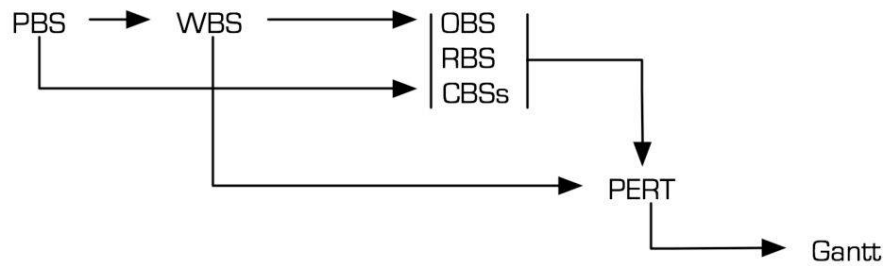 PBS WBS OBS
RBS
CBSs
PERT
Gantt